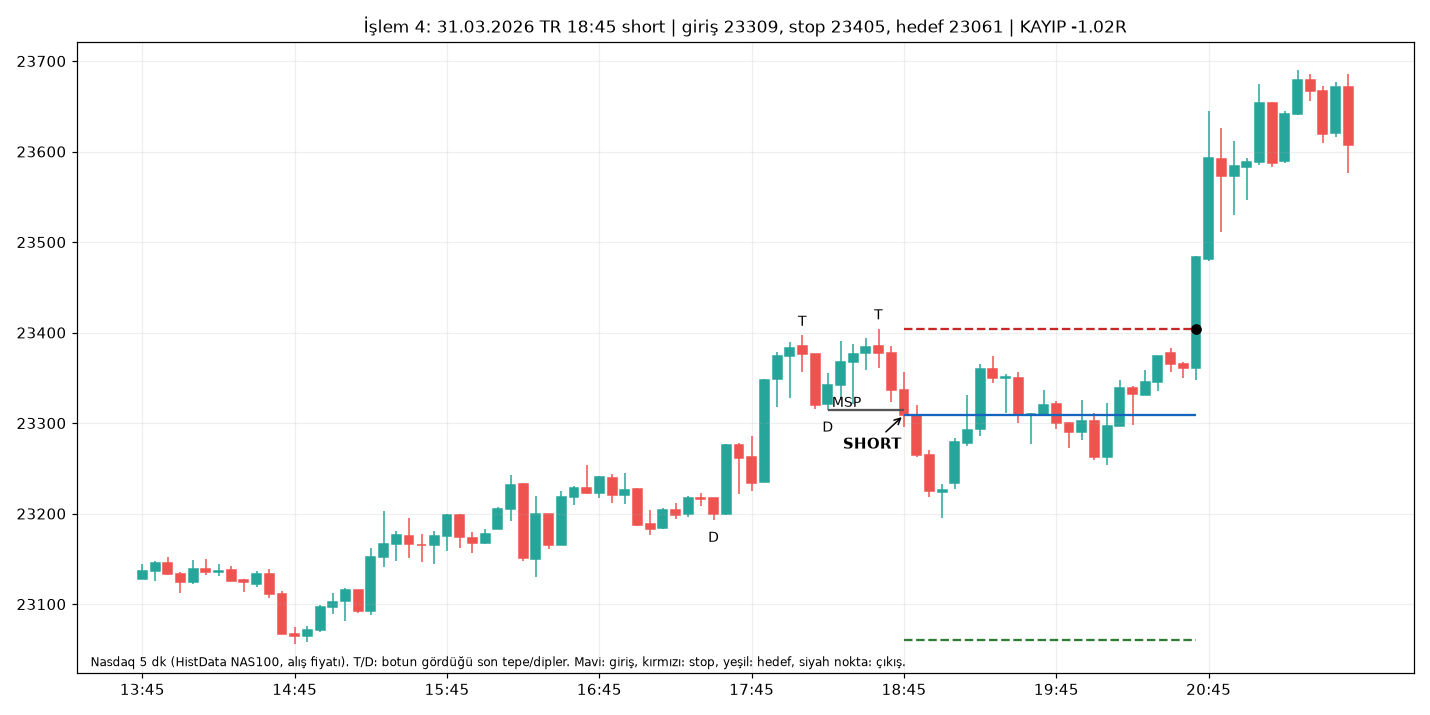 İşlem 4: 31.03.2026 TR 18:45 short | giriş 23309, stop 23405, hedef 23061 | KAYIP -1.02R
23700
23600
23500
23400
23300
23200
23100
T
T
MSP
D
SHORT
D
Nasdaq 5 dk (HistData NAS100, alış fiyatı). T/D: botun gördüğü son tepe/dipler. Mavi: giriş, kırmızı: stop, yeşil: hedef, siyah nokta: çıkış.
13:45 14:45 15:45 16:45 17:45 18:45 19:45 20:45